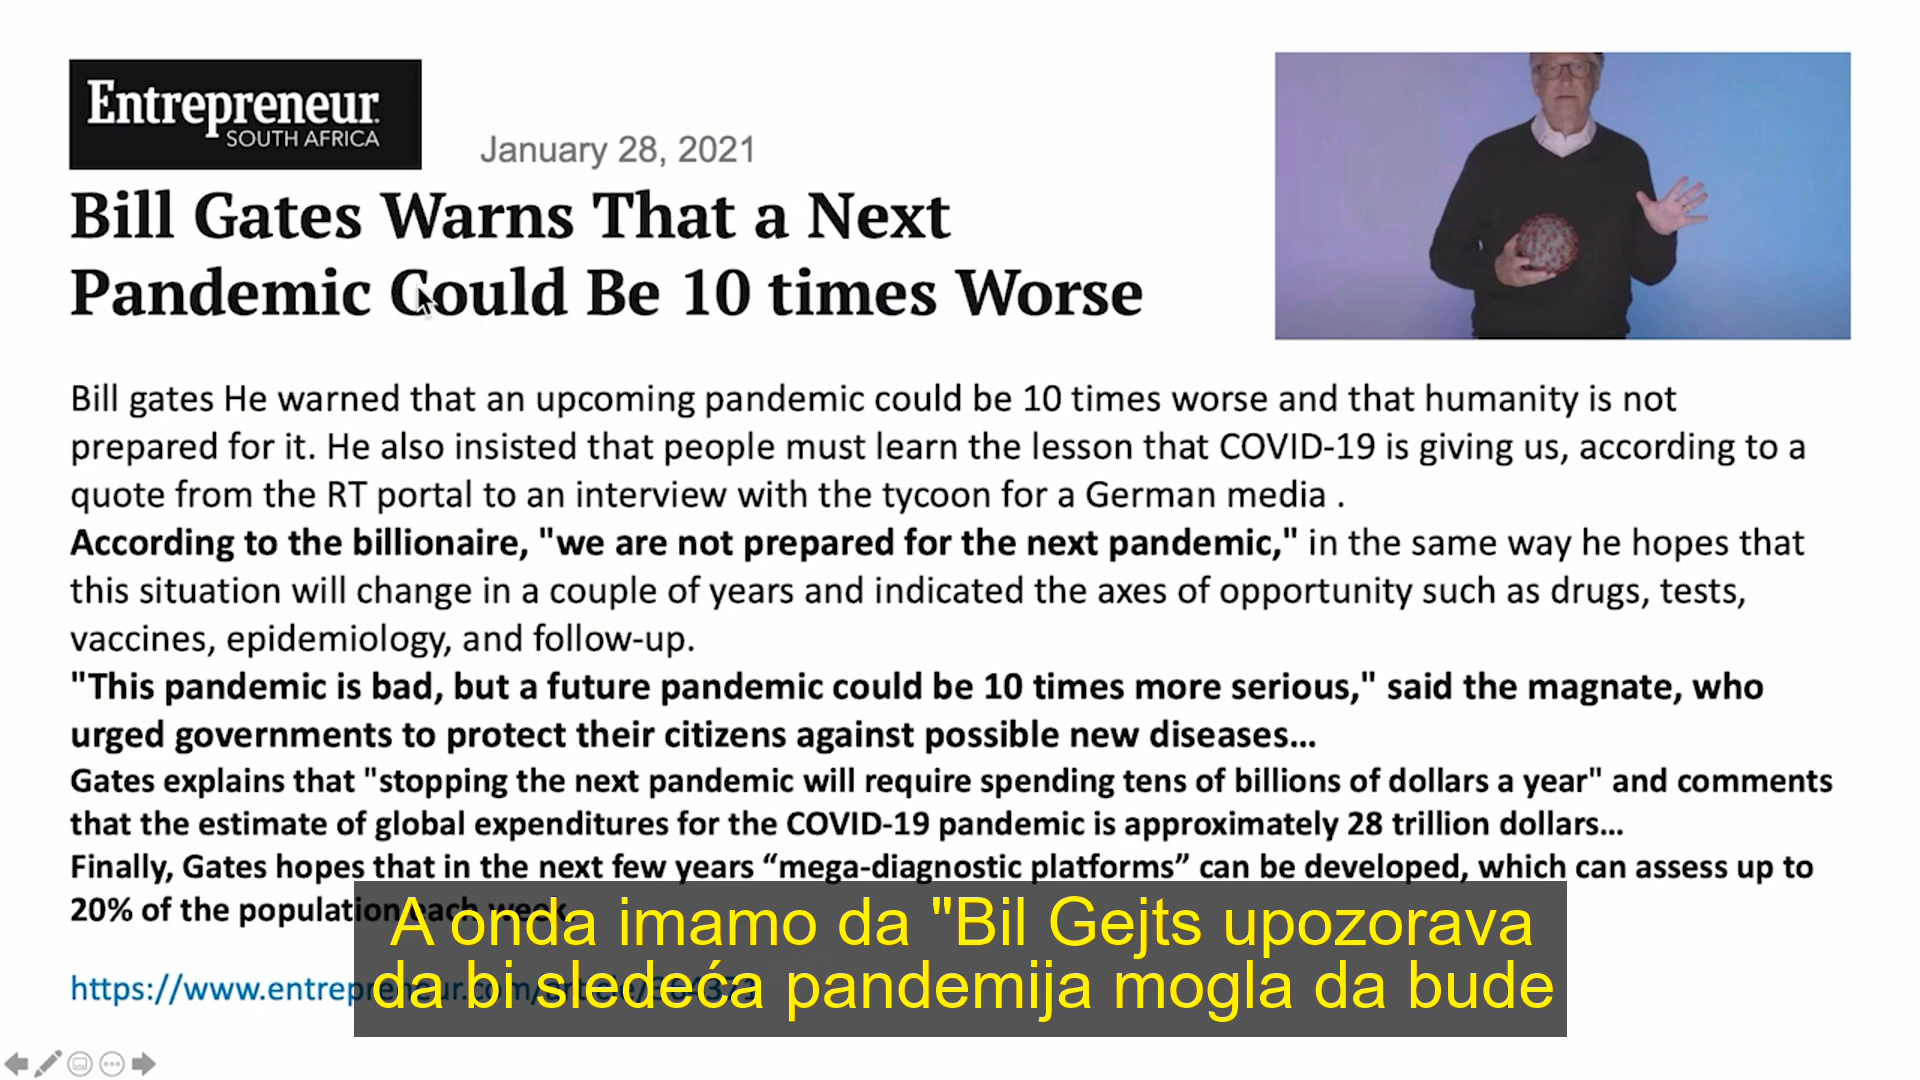 Entrepreneur
SOUTH AFRICA
January 28, 2021
Bill Gates Warns That a Next
Pandemic Could Be 10 times Worse
Bill gates He warned that an upcoming pandemic could be 10 times worse and that humanity is not
prepared for it. He also insisted that people must learn the lesson that COVID-19 is giving us, according to a
quote from the RT portal to an interview with the tycoon for a German media .
According to the billionaire, "we are not prepared for the next pandemic," in the same way he hopes that
this situation will change in a couple of years and indicated the axes of opportunity such as drugs, tests,
vaccines, epidemiology, and follow-up.
"This pandemic is bad, but a future pandemic could be 10 times more serious," said the magnate, who
urged governments to protect their citizens against possible new diseases...
Gates explains that "stopping the next pandemic will require spending tens of billions of dollars a year" and comments
that the estimate of global expenditures for the COVID-19 pandemic is approximately 28 trillion dollars...
Finally, Gates hopes that in the next few years “mega-diagnostic platforms” can be developed, which can assess up to
20% of the population each week.
A onda imamo da "Bil Gejts upozorava
da bi sledeća pandemija mogla da bude